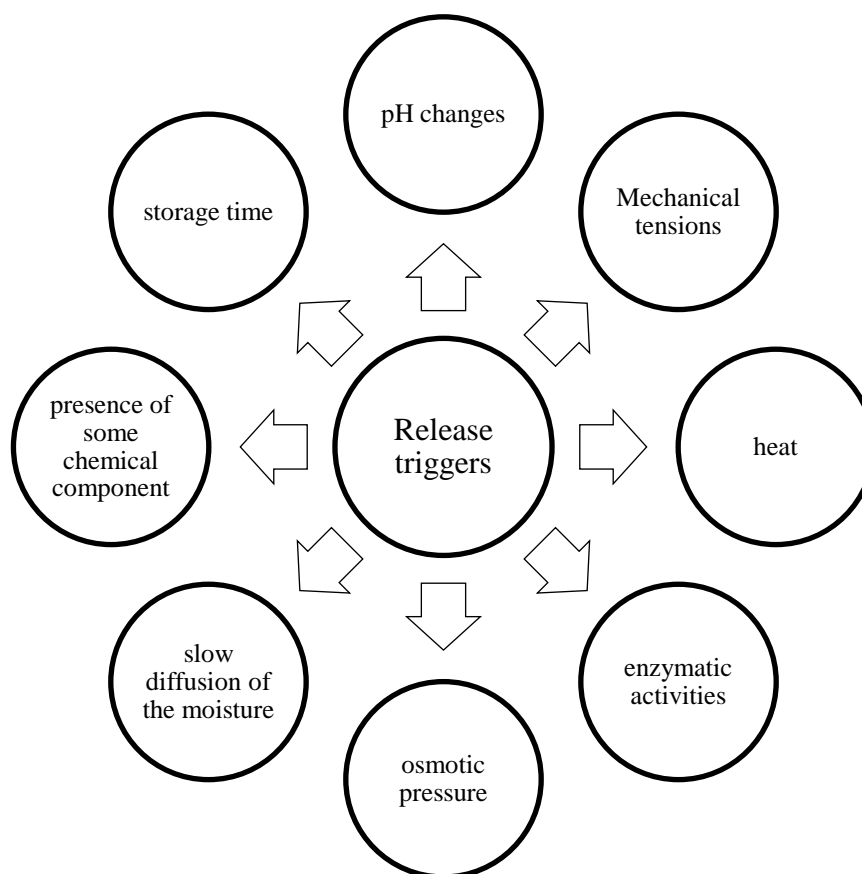 pH changes
Mechanical
tensions
heat
enzymatic
activities
osmotic
pressure
slow
diffusion of
the moisture
presence of
some
chemical
component
storage time
Release
triggers